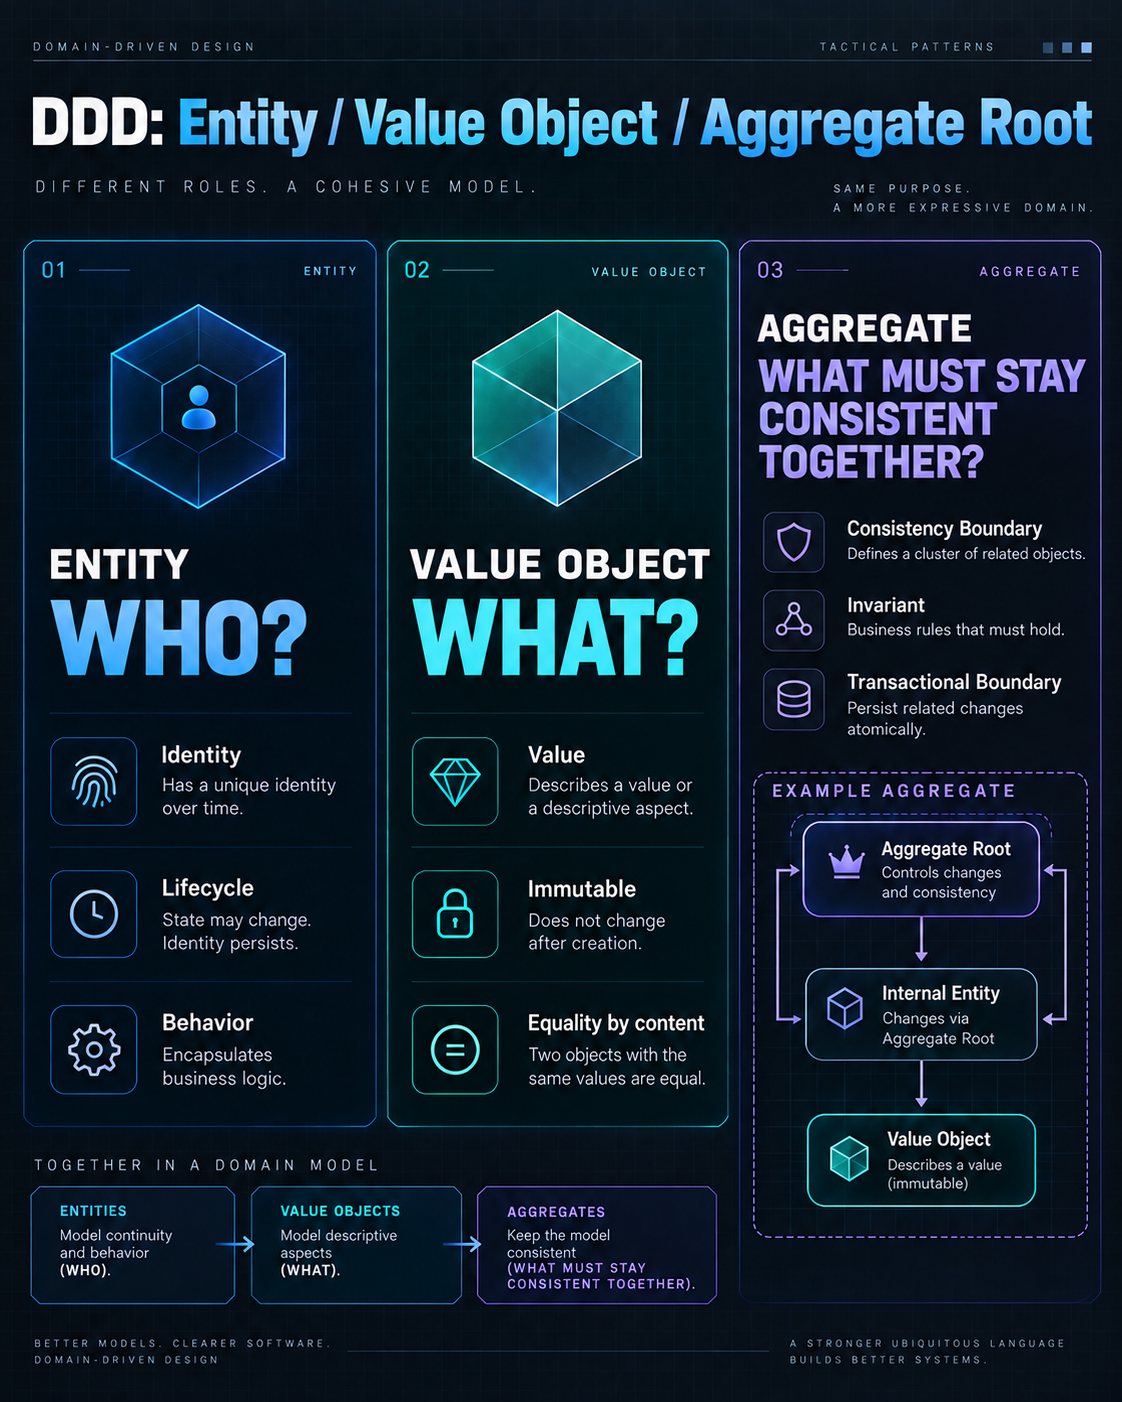 DOMAIN-DRIVEN DESIGN
TACTICAL PATTERNS
DDD: Entity / Value Object / Aggregate Root
DIFFERENT ROLES. A COHESIVE MODEL.
SAME PURPOSE.
A MORE EXPRESSIVE DOMAIN.
01
ENTITY
ENTITY
WHO?
Identity
Has a unique identity
over time.
Lifecycle
State may change.
Identity persists.
Behavior
Encapsulates
business logic.
02
VALUE OBJECT
VALUE OBJECT
WHAT?
Value
Describes a value or
a descriptive aspect.
Immutable
Does not change
after creation.
Equality by content
Two objects with the
same values are equal.
03
AGGREGATE
AGGREGATE
WHAT MUST STAY
CONSISTENT
TOGETHER?
Consistency Boundary
Defines a cluster of related objects.
Invariant
Business rules that must hold.
Transactional Boundary
Persist related changes
atomically.
EXAMPLE AGGREGATE
Aggregate Root
Controls changes
and consistency
Internal Entity
Changes via
Aggregate Root
Value Object
Describes a value
(immutable)
TOGETHER IN A DOMAIN MODEL
ENTITIES
Model continuity
and behavior
(WHO).
VALUE OBJECTS
Model descriptive
aspects
(WHAT).
AGGREGATES
Keep the model
consistent
(WHAT MUST STAY
CONSISTENT TOGETHER).
BETTER MODELS. CLEARER SOFTWARE.
DOMAIN-DRIVEN DESIGN
A STRONGER UBIQUITOUS LANGUAGE
BUILDS BETTER SYSTEMS.